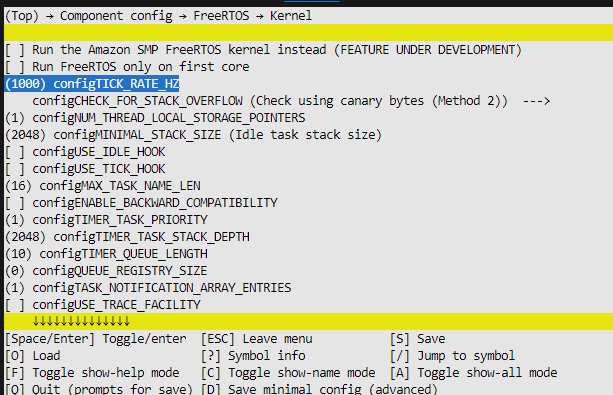 (Top) → Component config → FreeRTOS → Kernel
[ ] Run the Amazon SMP FreeRTOS kernel instead (FEATURE UNDER DEVELOPMENT)
[ ] Run FreeRTOS only on first core
(1000) configTICK_RATE_HZ
configCHECK_FOR_STACK_OVERFLOW (Check using canary bytes (Method 2))  --->
(1) configNUM_THREAD_LOCAL_STORAGE_POINTERS
(2048) configMINIMAL_STACK_SIZE (Idle task stack size)
[ ] configUSE_IDLE_HOOK
[ ] configUSE_TICK_HOOK
(16) configMAX_TASK_NAME_LEN
[ ] configENABLE_BACKWARD_COMPATIBILITY
(1) configTIMER_TASK_PRIORITY
(2048) configTIMER_TASK_STACK_DEPTH
(10) configTIMER_QUEUE_LENGTH
(0) configQUEUE_REGISTRY_SIZE
(1) configTASK_NOTIFICATION_ARRAY_ENTRIES
[ ] configUSE_TRACE_FACILITY
↓↓↓↓↓↓↓↓↓↓↓↓↓↓
[Space/Enter] Toggle/enter  [ESC] Leave menu  [S] Save
[O] Load  [?] Symbol info  [/] Jump to symbol
[F] Toggle show-help mode  [C] Toggle show-name mode  [A] Toggle show-all mode
[Q] Quit (prompts for save)  [D] Save minimal config (advanced)